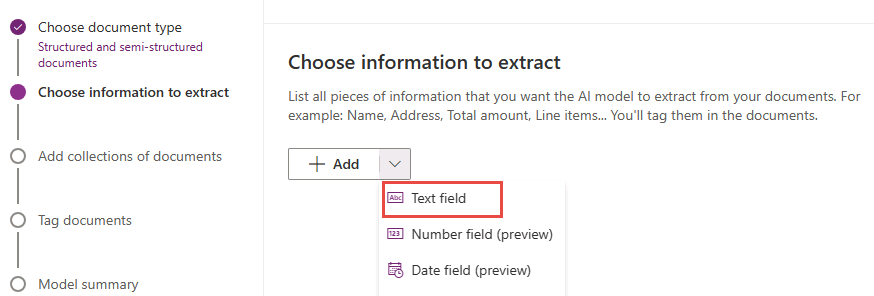 Choose document type
Structured and semi-structured
documents
Choose information to extract
Add collections of documents
Tag documents
Model summary
Choose information to extract
List all pieces of information that you want the AI model to extract from your documents. For
example: Name, Address, Total amount, Line items... You'll tag them in the documents.
+ Add
Abc Text field
123 Number field (preview)
Date field (preview)